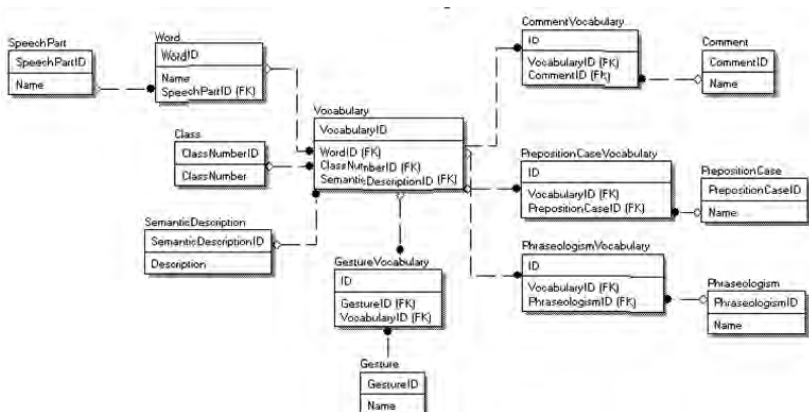 SpeechPart
SpeechPartID
Name
Word
WordID
Name
SpeechPartID (FK)
Class
ClassNumberID
ClassNumber
SemanticDescription
SemanticDescriptionID
Description
Vocabulary
VocabularyID
WordID (FK)
ClassNumberID (FK)
SemanticDescriptionID (FK)
GestureVocabulary
ID
GestureID (FK)
VocabularyID (FK)
Gesture
GestureID
Name
CommentVocabulary
ID
VocabularyID (FK)
CommentID (FK)
Comment
CommentID
Name
PrepositionCaseVocabulary
ID
VocabularyID (FK)
PrepositionCaseID (FK)
PrepositionCase
PrepositionCaseID
Name
PhraseologismVocabulary
ID
VocabularyID (FK)
PhraseologismID (FK)
Phraseologism
PhraseologismID
Name